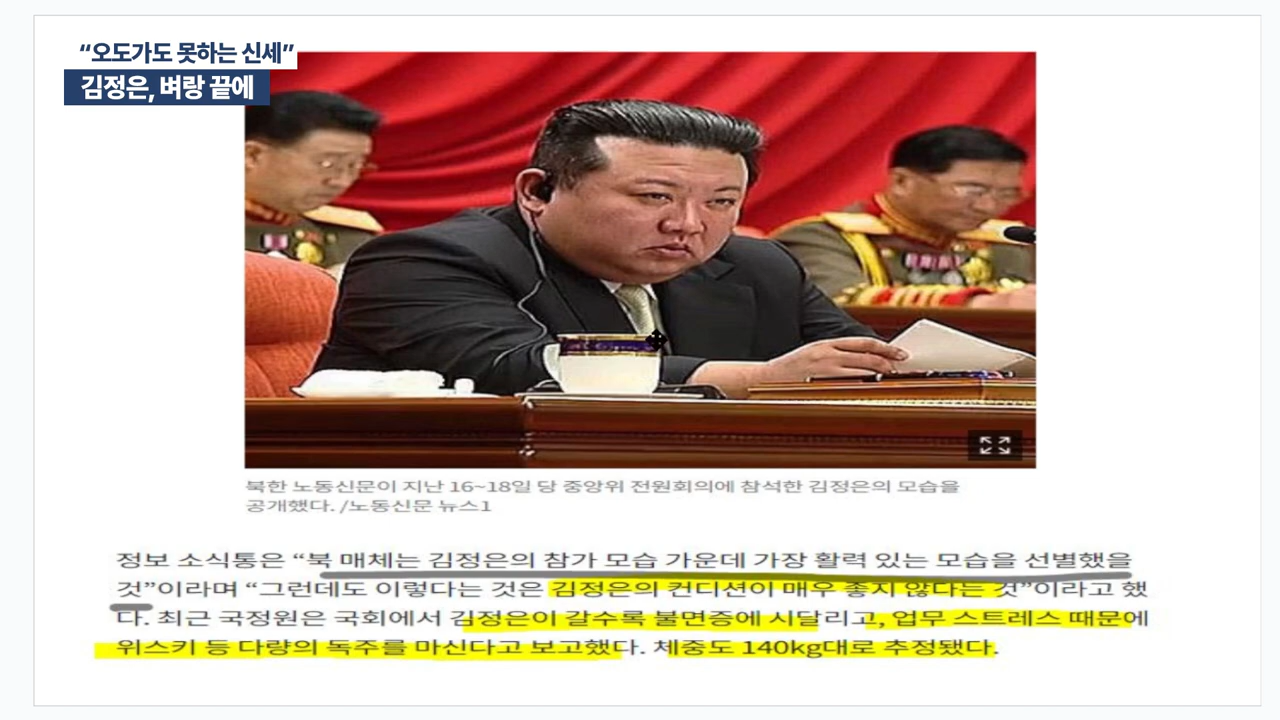 “오도가도 못하는 신세”
김정은, 벼랑 끝에
북한 노동신문이 지난 16~18일 당 중앙위 전원회의에 참석한 김정은의 모습을
공개했다. /노동신문 뉴스1
정보 소식통은 “북 매체는 김정은의 참가 모습 가운데 가장 활력 있는 모습을 선별했을
것”이라며 “그런데도 이렇다는 것은 김정은의 컨디션이 매우 좋지 않다는 것”이라고 했
다. 최근 국정원은 국회에서 김정은이 갈수록 불면증에 시달리고, 업무 스트레스 때문에
위스키 등 다량의 독주를 마신다고 보고했다. 체중도 140kg대로 추정됐다.